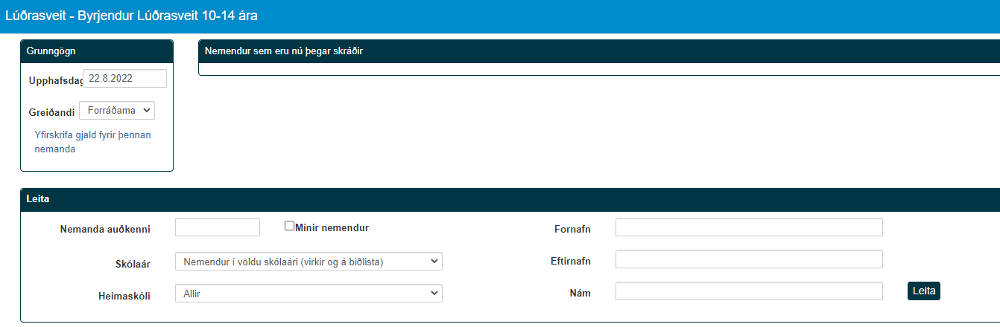 Lúðrasveit - Byrjendur Lúðrasveit 10-14 ára
Grunngögn
Upphafsdag 22.8.2022
Greiðandi Forráðama
Yfirskrifa gjald fyrir þennan
nemanda
Nemendur sem eru nú þegar skráðir
Leita
Nemanda auðkenni Mínir nemendur Fornafn
Skólaár Nemendur í völdu skólaári (virkir og á biðlista) Eftirnafn
Heimaskóli Allir Nám Leita